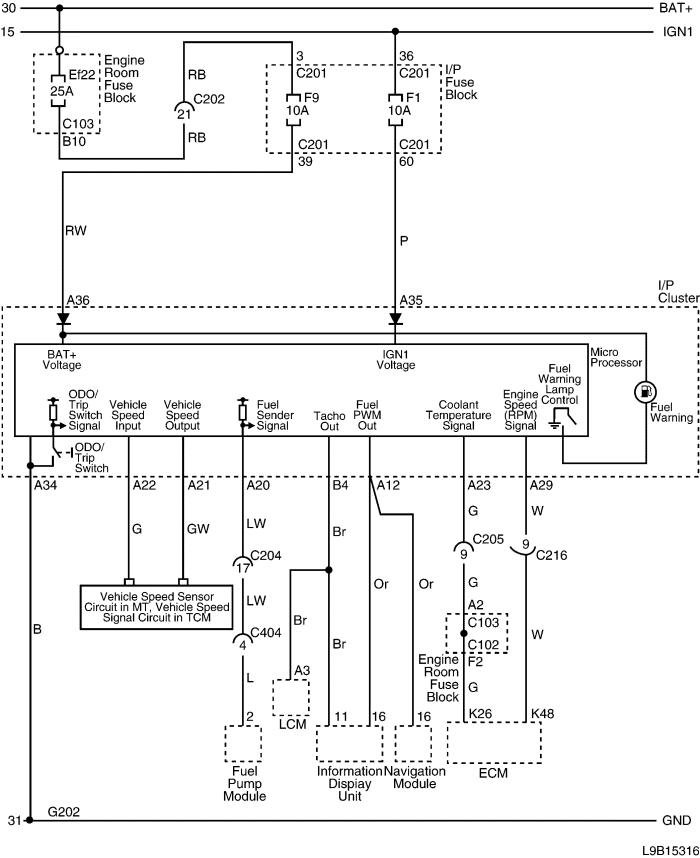 30 BAT+
15 IGN1
Engine
Room
Fuse
Block
Ef22
25A
C103
B10
RB
C202
21
RB
3
C201
F9
10A
C201
39
36
C201
F1
10A
C201
60
I/P
Fuse
Block
RW
P
A36
A35
I/P
Cluster
BAT+
Voltage
IGN1
Voltage
Micro
Processor
ODO/
Trip
Switch
Signal
Vehicle
Speed
Input
Vehicle
Speed
Output
Fuel
Sender
Signal
Tacho
Out
Fuel
PWM
Out
Coolant
Temperature
Signal
Engine
Speed
(RPM)
Signal
Fuel
Warning
Lamp
Control
Fuel
Warning
ODO/
Trip
Switch
A34 A22 A21 A20 B4 A12 A23 A29
G
GW
LW
C204
17
LW
C404
4
L
2
Br
Br
Br
A3
LCM
Or
Or
G
C205
9
G
A2
C103
C102
F2
G
W
9
C216
W
Vehicle Speed Sensor
Circuit in MT, Vehicle Speed
Signal Circuit in TCM
B
Engine
Room
Fuse
Block
11 16 16 K26 K48
Fuel
Pump
Module
Information
Display
Unit
Navigation
Module
ECM
31 G202 GND
L9B15316